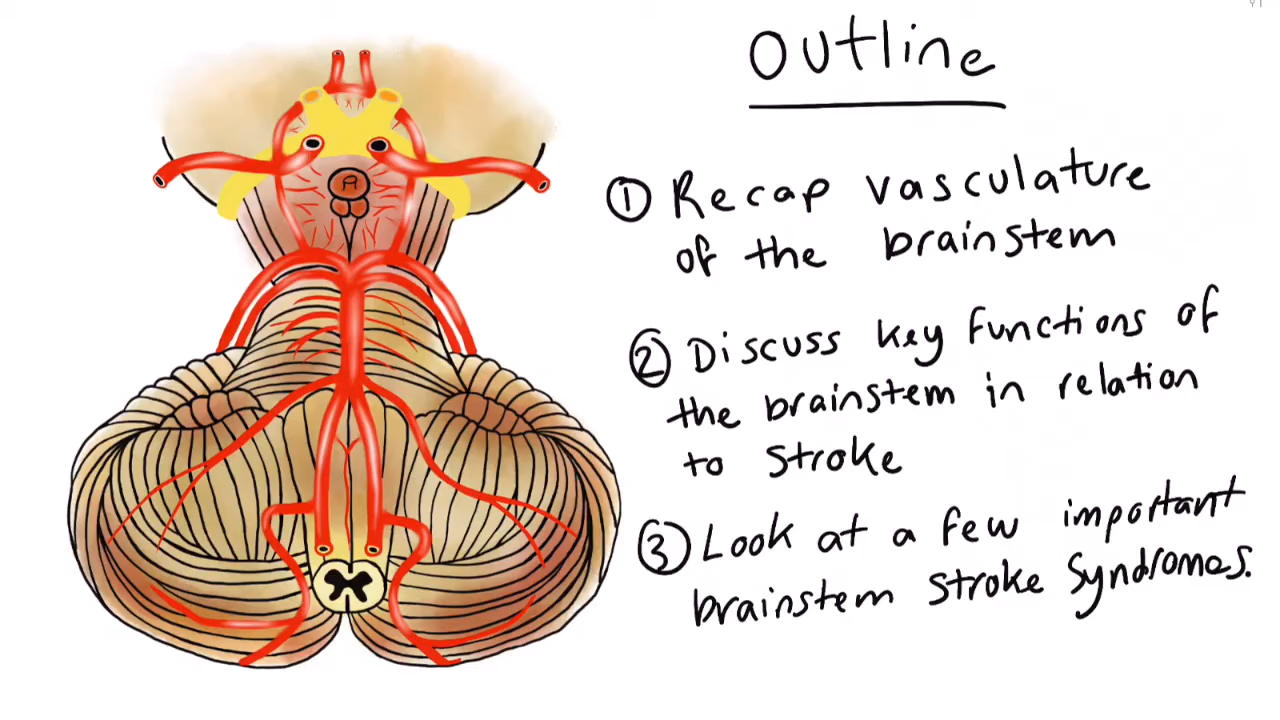 Outline
① Recap vasculature
of the brainstem
② Discuss key functions of
the brainstem in relation
to stroke
③ Look at a few important
brainstem stroke syndromes.